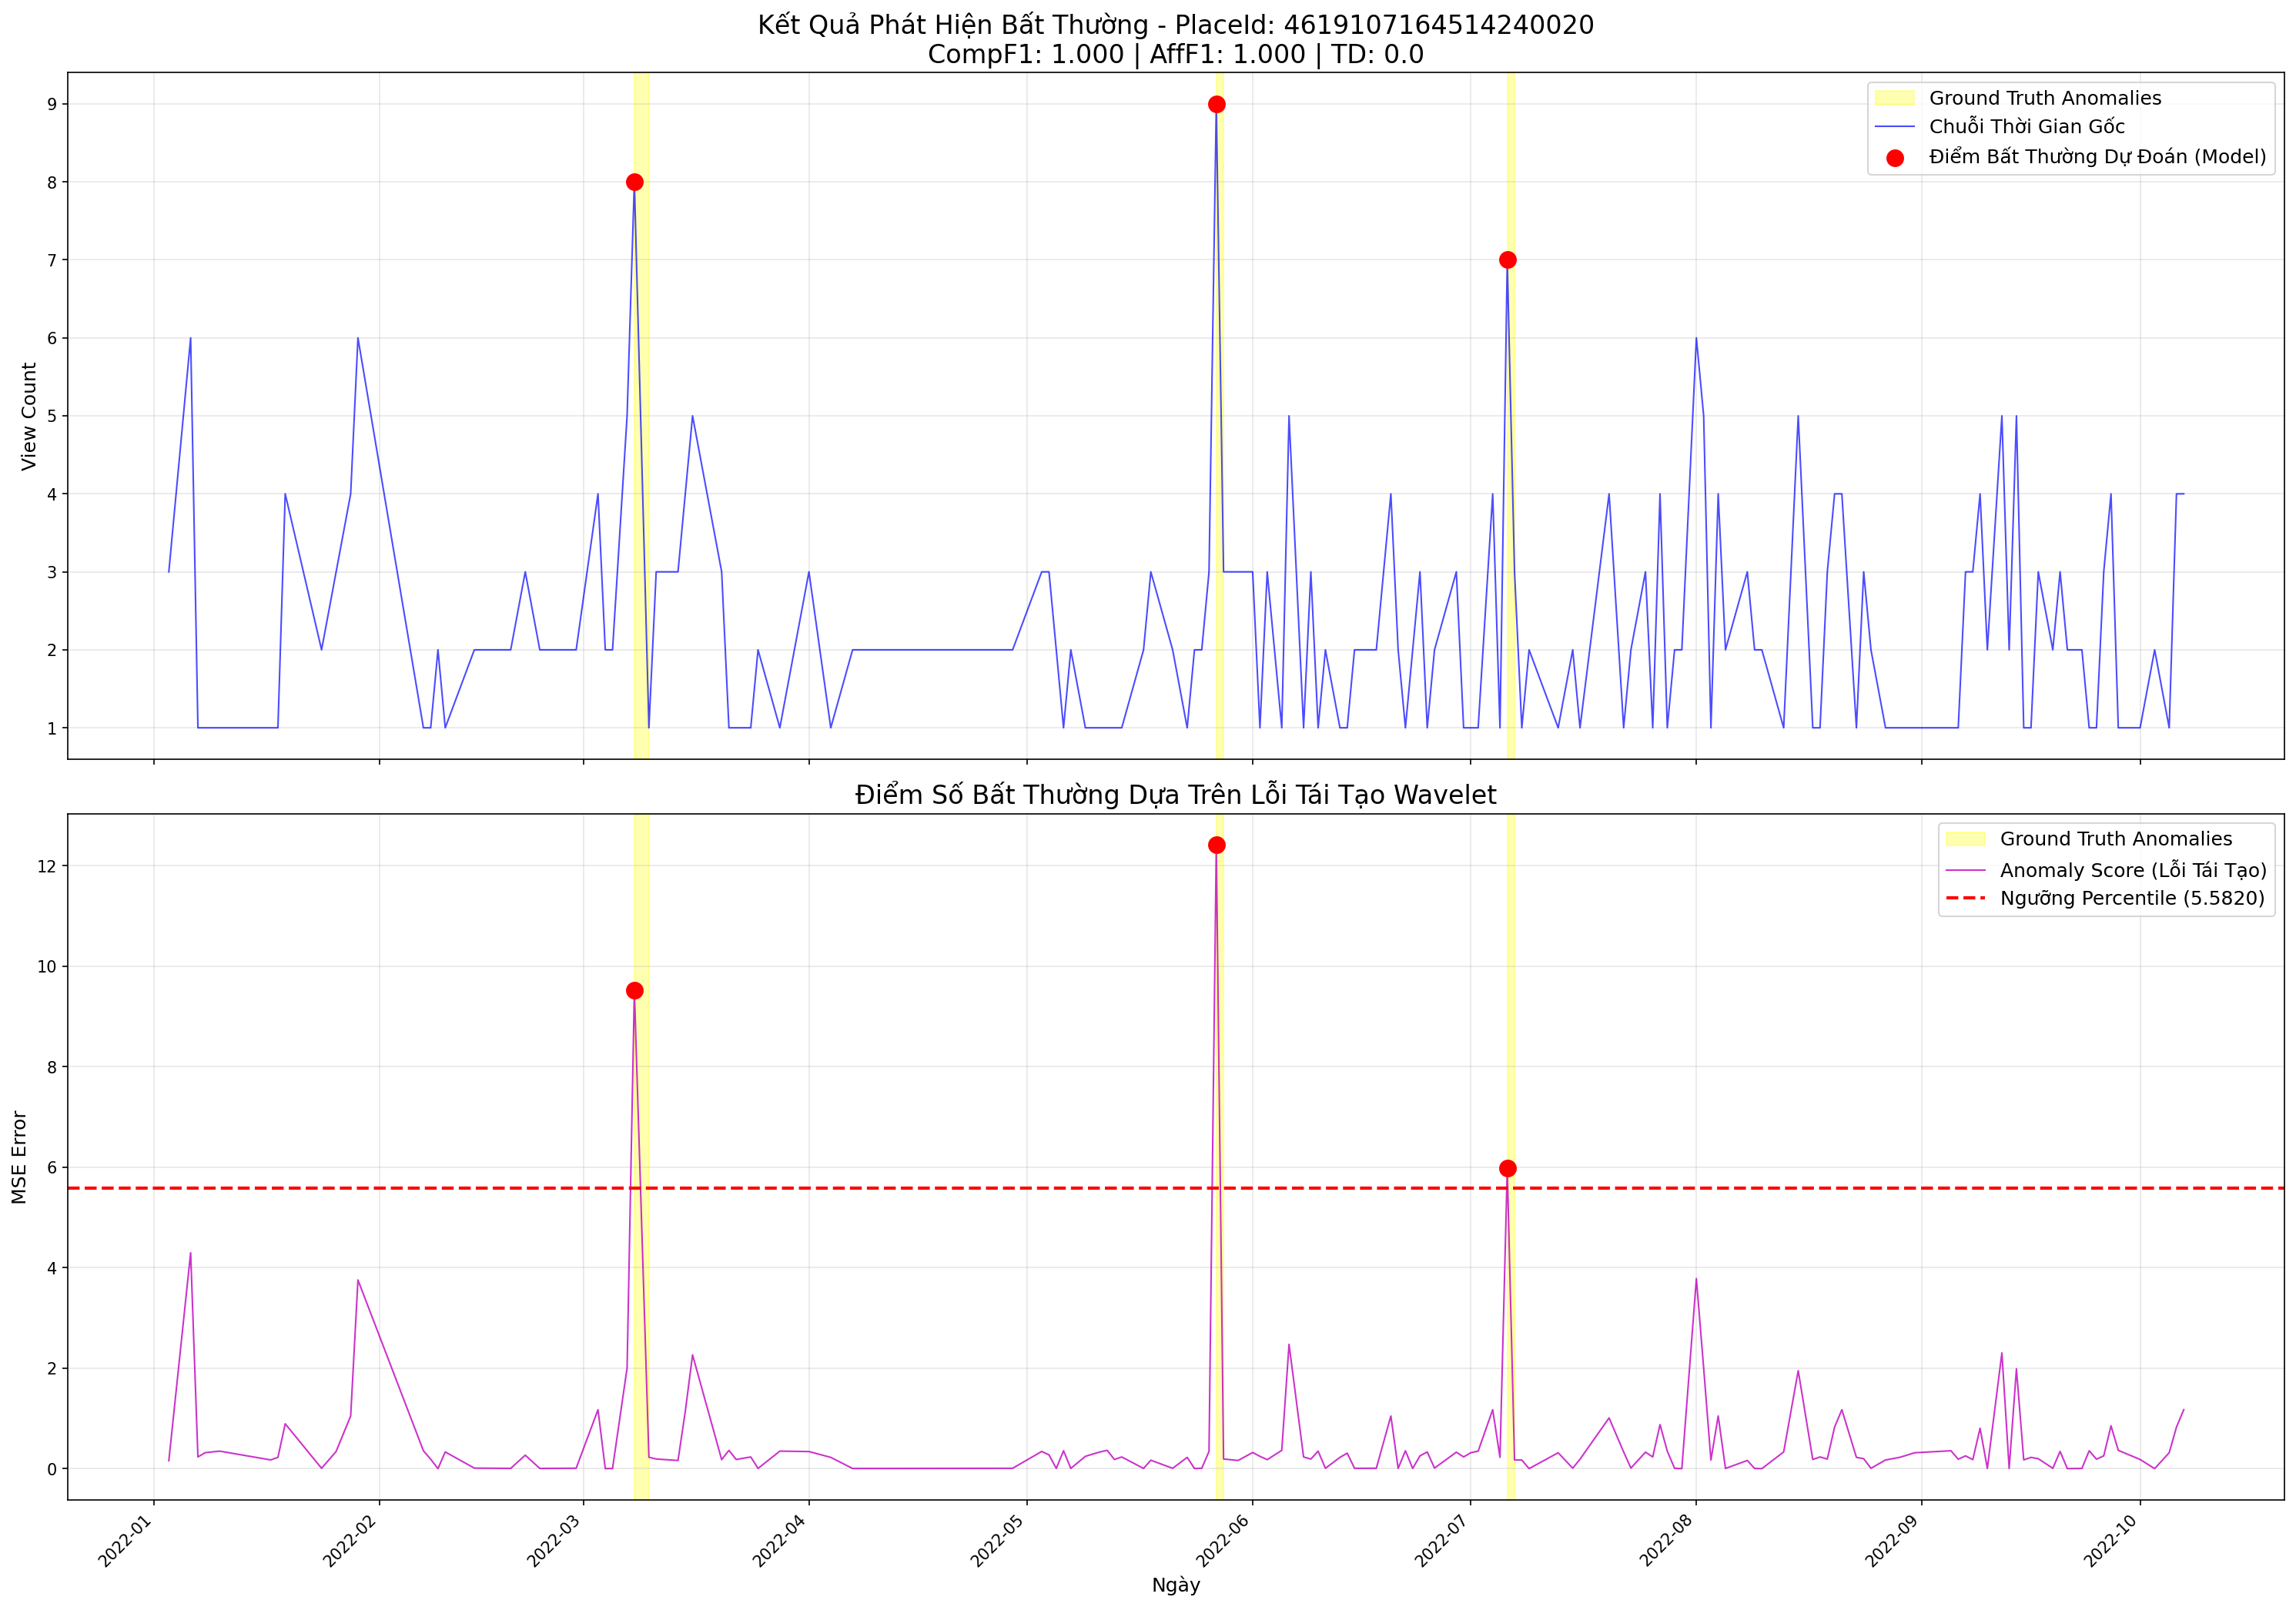 Kết Quả Phát Hiện Bất Thường - PlaceId: 4619107164514240020
CompF1: 1.000 | AffF1: 1.000 | TD: 0.0
Ground Truth Anomalies
Chuỗi Thời Gian Gốc
Điểm Bất Thường Dự Đoán (Model)
View Count
9
8
7
6
5
4
3
2
1
Điểm Số Bất Thường Dựa Trên Lỗi Tái Tạo Wavelet
Ground Truth Anomalies
Anomaly Score (Lỗi Tái Tạo)
Ngưỡng Percentile (5.5820)
MSE Error
12
10
8
6
4
2
0
2022-01
2022-02
2022-03
2022-04
2022-05
2022-06
2022-07
2022-08
2022-09
2022-10
Ngày